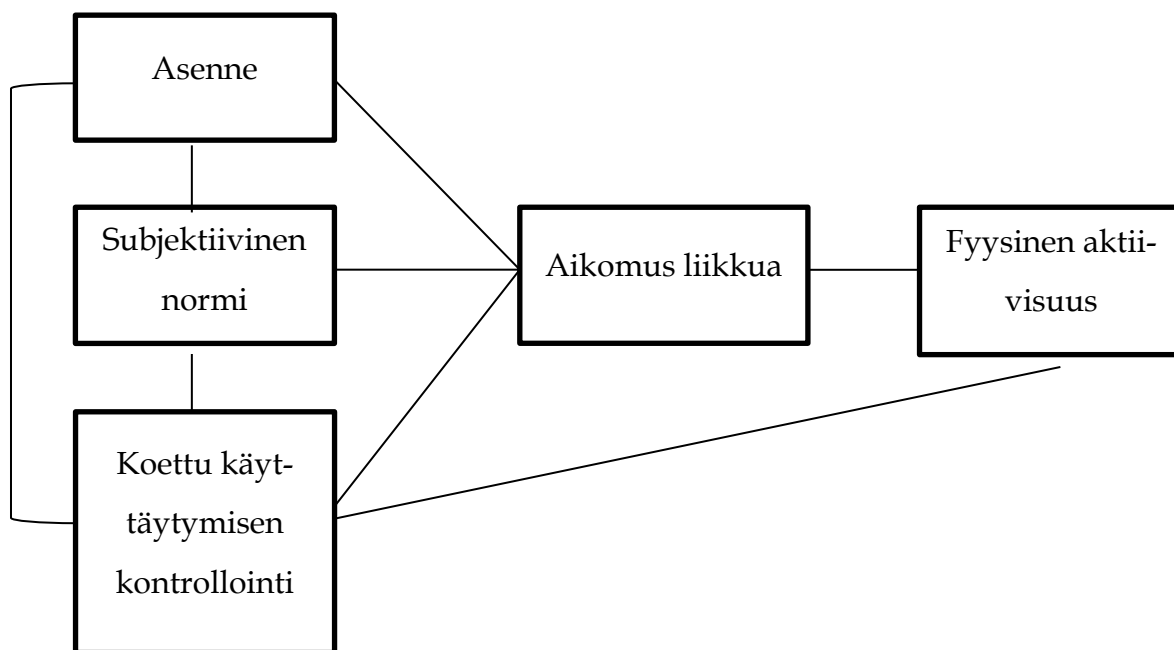 Asenne
Subjektiivinen
normi
Koettu käyt-
täytymisen
kontrollointi
Aikomus liikkua
Fyysinen aktii-
visuus